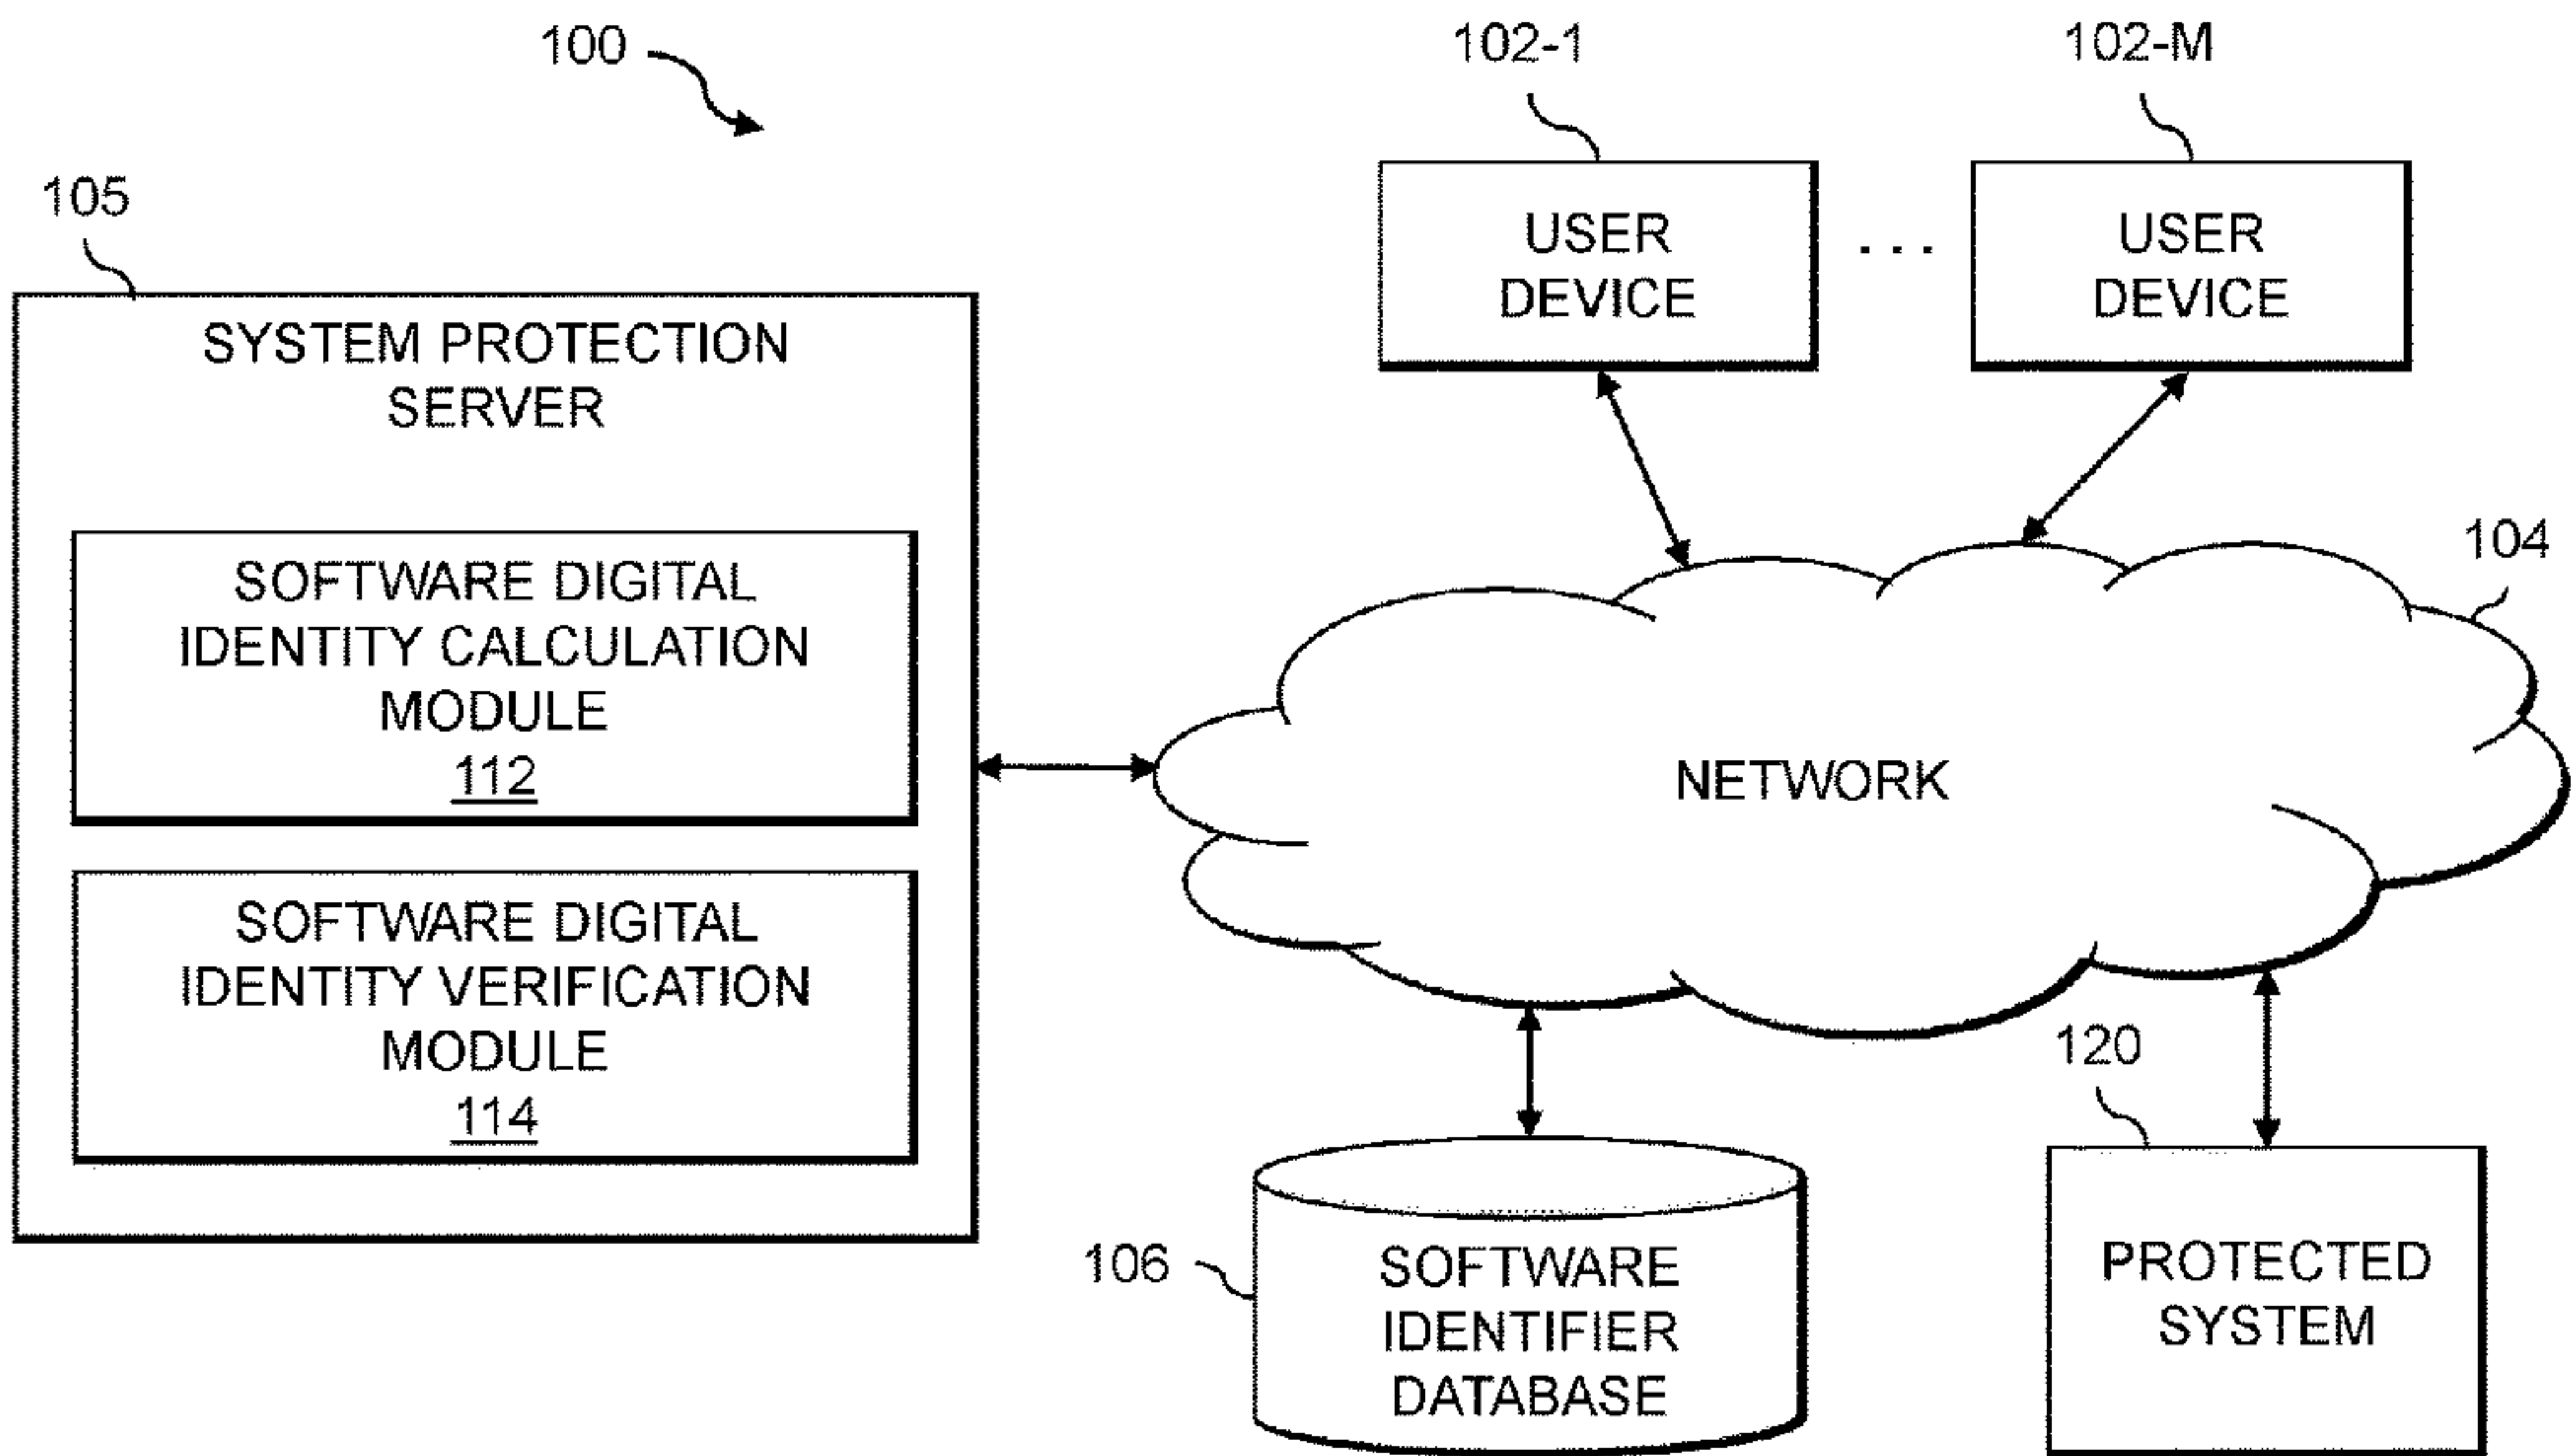 100
102-1
102-M
105
USER
DEVICE
. . .
USER
DEVICE
SYSTEM PROTECTION
SERVER
104
SOFTWARE DIGITAL
IDENTITY CALCULATION
MODULE
112
NETWORK
SOFTWARE DIGITAL
IDENTITY VERIFICATION
MODULE
114
120
106
SOFTWARE
IDENTIFIER
DATABASE
PROTECTED
SYSTEM